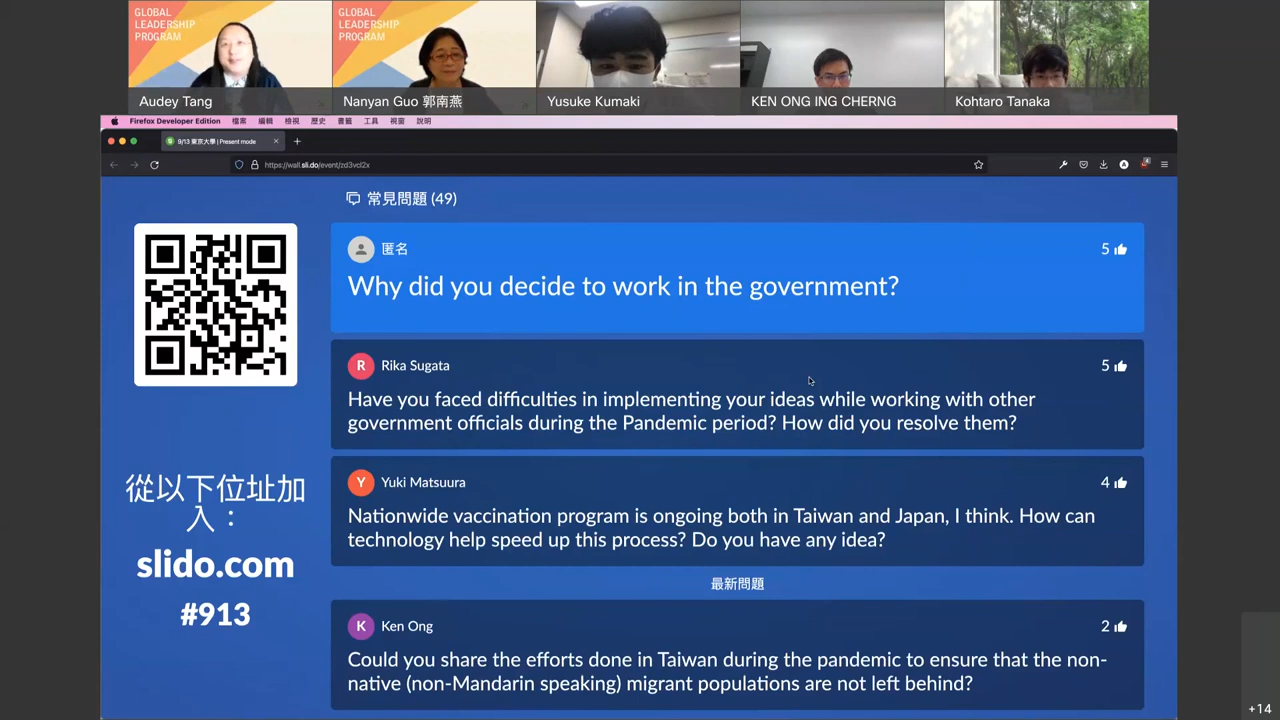 GLOBAL
LEADERSHIP
PROGRAM
GLOBAL
LEADERSHIP
PROGRAM
Audey Tang
Nanyan Guo 郭南燕
Yusuke Kumaki
KEN ONG ING CHERNG
Kohtaro Tanaka
Firefox Developer Edition 檔案 編輯 檢視 歷史 書籤 工具 視窗 說明
9/13 東京大學 | Present mode
https://wall.sli.do/event/zd3vcl2x
常見問題 (49)
匿名
5
Why did you decide to work in the government?
R Rika Sugata
5
Have you faced difficulties in implementing your ideas while working with other
government officials during the Pandemic period? How did you resolve them?
Y Yuki Matsuura
4
Nationwide vaccination program is ongoing both in Taiwan and Japan, I think. How can
technology help speed up this process? Do you have any idea?
最新問題
K Ken Ong
2
Could you share the efforts done in Taiwan during the pandemic to ensure that the non-
native (non-Mandarin speaking) migrant populations are not left behind?
從以下位址加
入：
slido.com
#913
+14